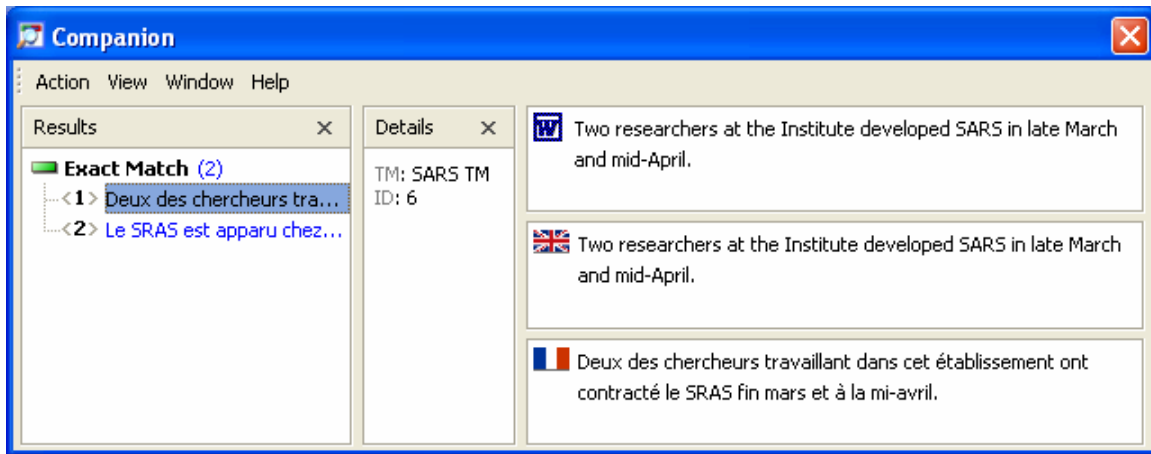 Companion
Action View Window Help
Results
Exact Match (2)
<1> Deux des chercheurs tra...
<2> Le SRAS est apparu chez...
Details
TM: SARS TM
ID: 6
Two researchers at the Institute developed SARS in late March
and mid-April.
Two researchers at the Institute developed SARS in late March
and mid-April.
Deux des chercheurs travaillant dans cet établissement ont
contracté le SRAS fin mars et à la mi-avril.